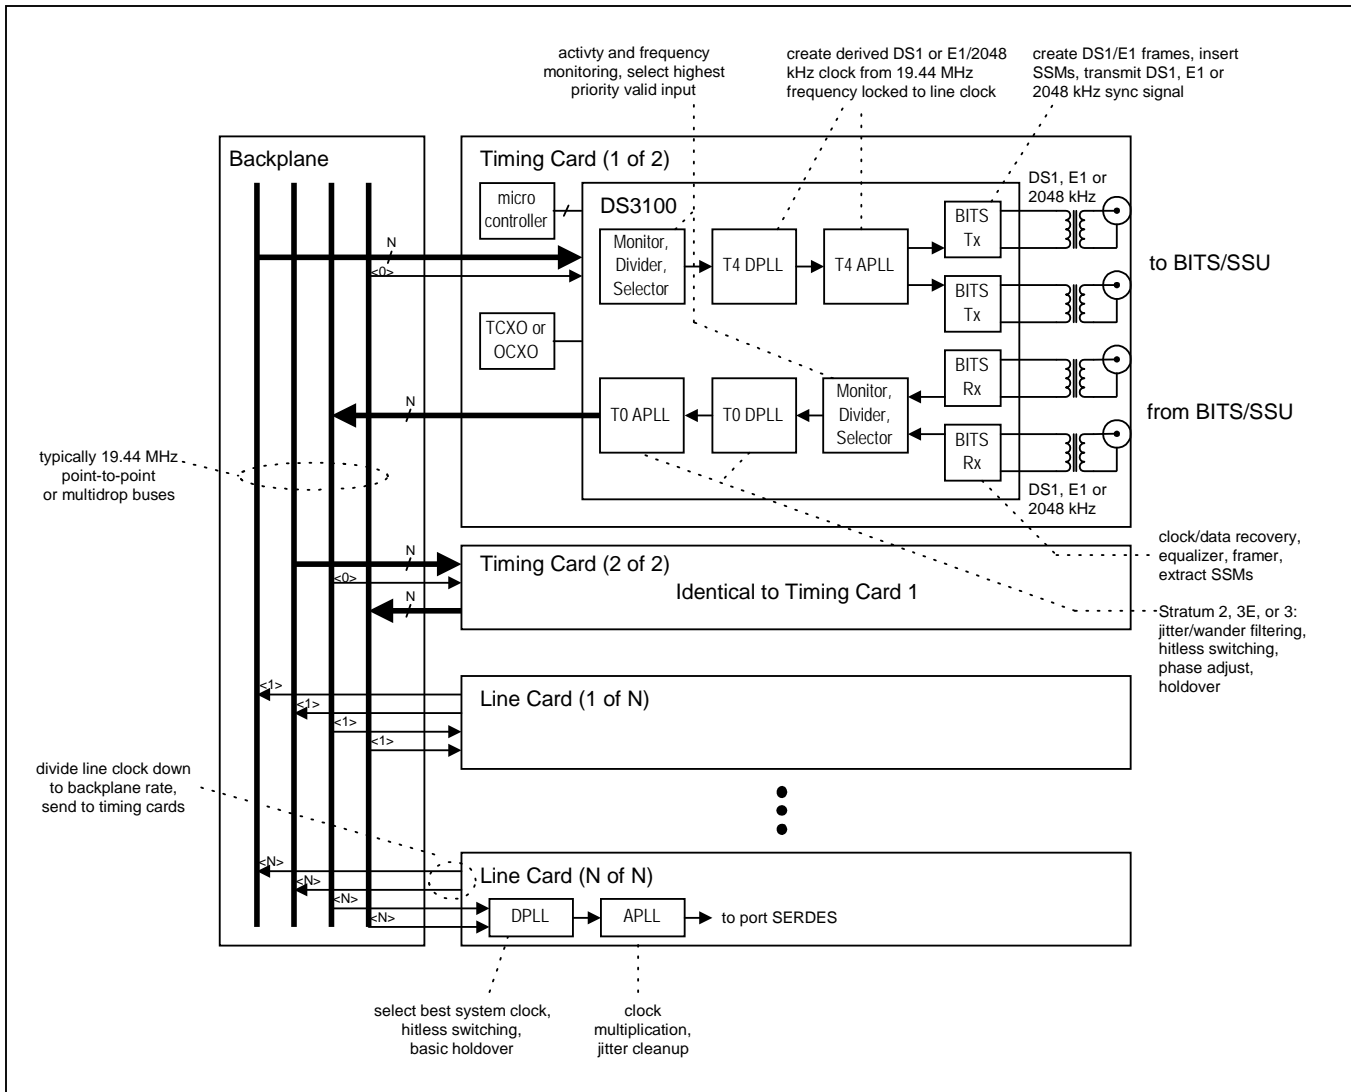 activty and frequency
monitoring, select highest
priority valid input
create derived DS1 or E1/2048
kHz clock from 19.44 MHz
frequency locked to line clock
create DS1/E1 frames, insert
SSMs, transmit DS1, E1 or
2048 kHz sync signal
Backplane
Timing Card (1 of 2)
micro
controller
DS3100
Monitor,
Divider,
Selector
T4 DPLL
T4 APLL
BITS
Tx
BITS
Tx
DS1, E1 or
2048 kHz
to BITS/SSU
N
<0>
TCXO or
OCXO
T0 APLL
T0 DPLL
Monitor,
Divider,
Selector
BITS
Rx
BITS
Rx
from BITS/SSU
DS1, E1 or
2048 kHz
N
typically 19.44 MHz
point-to-point
or multidrop buses
clock/data recovery,
equalizer, framer,
extract SSMs
Timing Card (2 of 2)
Identical to Timing Card 1
N
<0>
N
Stratum 2, 3E, or 3:
jitter/wander filtering,
hitless switching,
phase adjust,
holdover
Line Card (1 of N)
<1>
<1>
<1>
<1>
divide line clock down
to backplane rate,
send to timing cards
Line Card (N of N)
<N>
<N>
<N>
<N>
DPLL
APLL
to port SERDES
select best system clock,
hitless switching,
basic holdover
clock
multiplication,
jitter cleanup